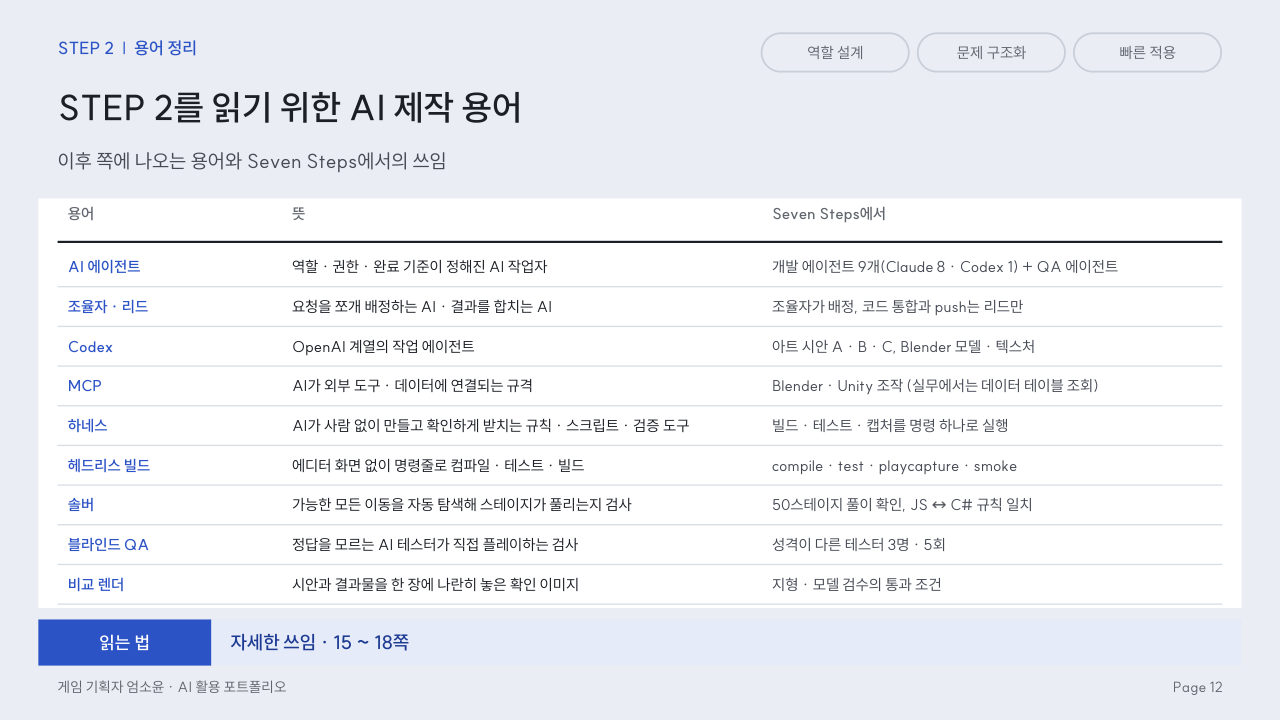 STEP 2 | 용어 정리
역할 설계
문제 구조화
빠른 적용
STEP 2를 읽기 위한 AI 제작 용어
이후 쪽에 나오는 용어와 Seven Steps에서의 쓰임
용어 뜻 Seven Steps에서
AI 에이전트 역할 · 권한 · 완료 기준이 정해진 AI 작업자 개발 에이전트 9개(Claude 8 · Codex 1) + QA 에이전트
조율자 · 리드 요청을 쪼개 배정하는 AI · 결과를 합치는 AI 조율자가 배정, 코드 통합과 push는 리드만
Codex OpenAI 계열의 작업 에이전트 아트 시안 A · B · C, Blender 모델 · 텍스처
MCP AI가 외부 도구 · 데이터에 연결되는 규격 Blender · Unity 조작 (실무에서는 데이터 테이블 조회)
하네스 AI가 사람 없이 만들고 확인하게 받치는 규칙 · 스크립트 · 검증 도구 빌드 · 테스트 · 캡처를 명령 하나로 실행
헤드리스 빌드 에디터 화면 없이 명령줄로 컴파일 · 테스트 · 빌드 compile · test · playcapture · smoke
솔버 가능한 모든 이동을 자동 탐색해 스테이지가 풀리는지 검사 50스테이지 풀이 확인, JS ↔ C# 규칙 일치
블라인드 QA 정답을 모르는 AI 테스터가 직접 플레이하는 검사 성격이 다른 테스터 3명 · 5회
비교 렌더 시안과 결과물을 한 장에 나란히 놓은 확인 이미지 지형 · 모델 검수의 통과 조건
읽는 법 자세한 쓰임 · 15 ~ 18쪽
게임 기획자 엄소윤 · AI 활용 포트폴리오
Page 12